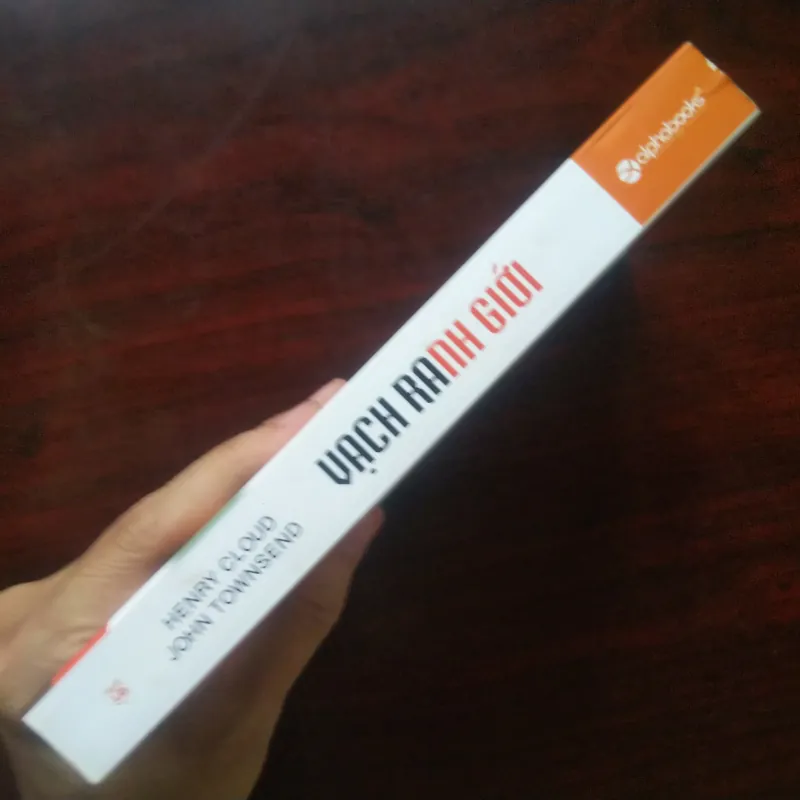 HENRY CLOUD
JOHN TOWNSEND
VẠCH RANH GIỚI
alphabooks